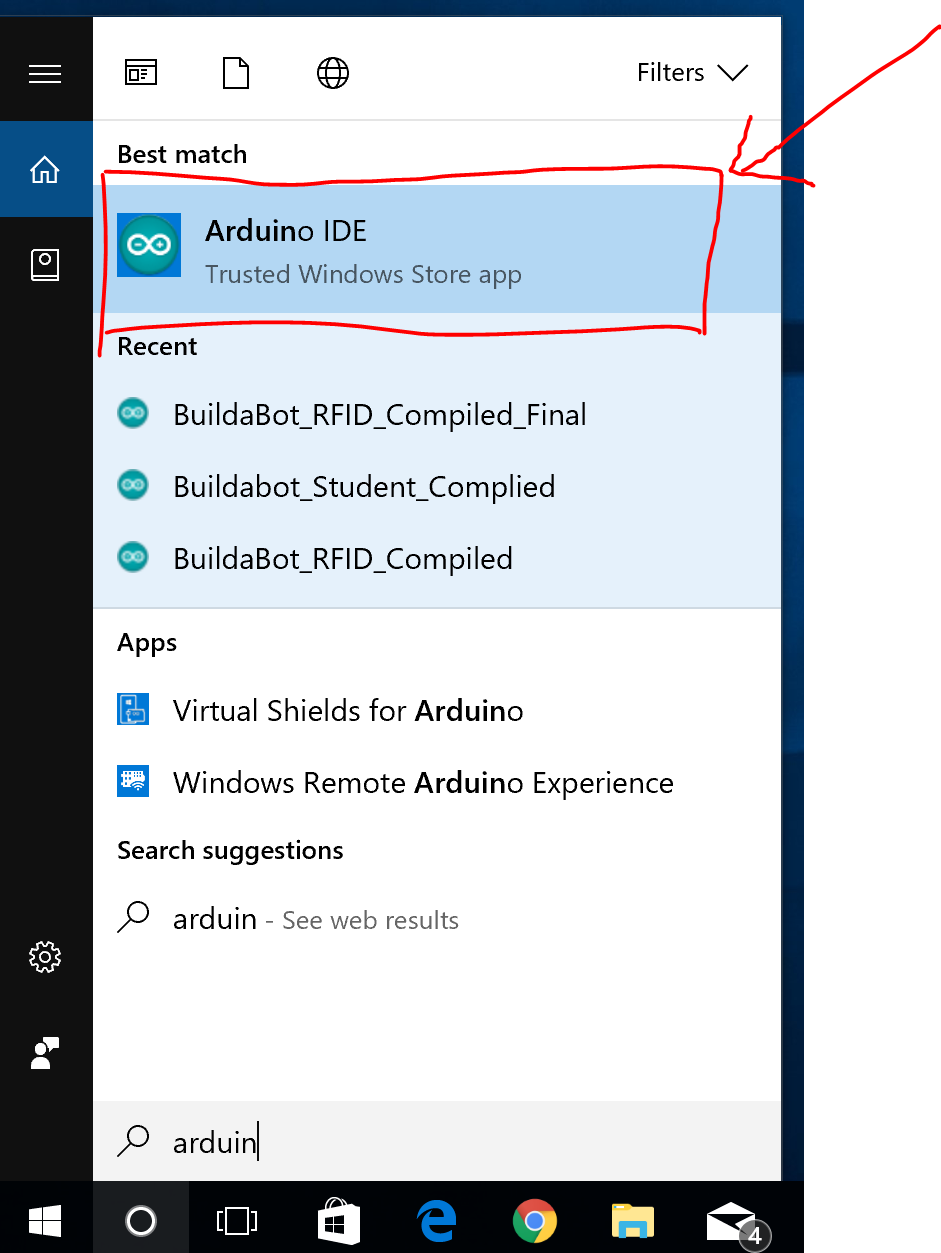 Filters
Best match
Arduino IDE
Trusted Windows Store app
Recent
BuildaBot_RFID_Compiled_Final
Buildabot_Student_Complied
BuildaBot_RFID_Compiled
Apps
Virtual Shields for Arduino
Windows Remote Arduino Experience
Search suggestions
arduin - See web results
arduin
4